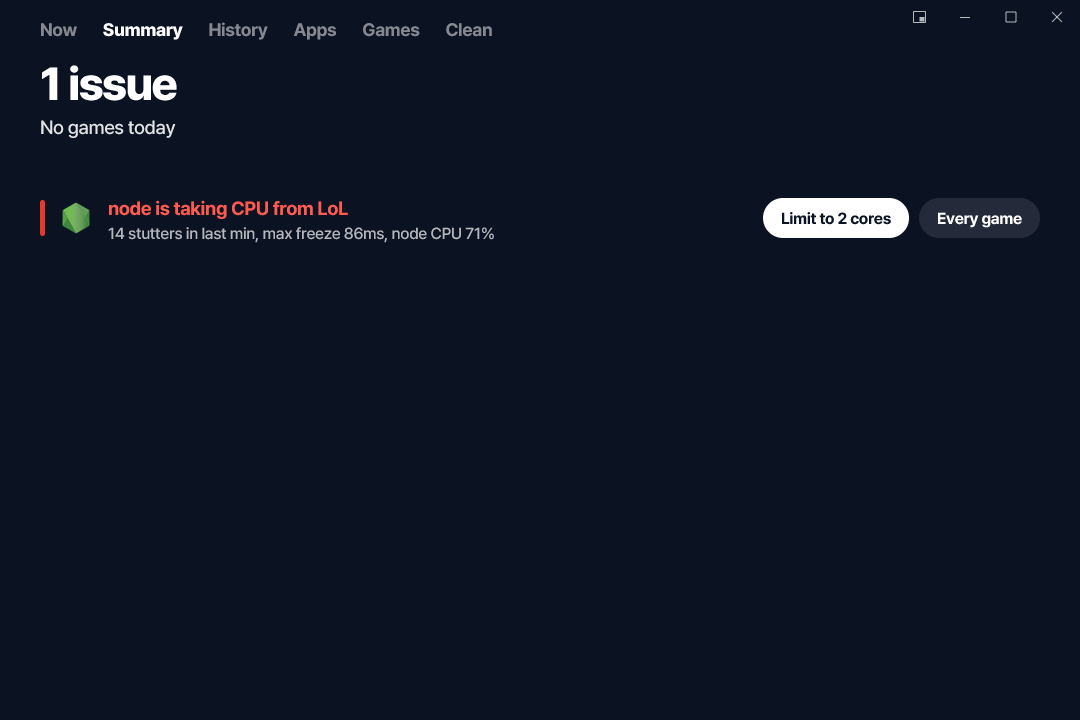 Now Summary History Apps Games Clean
1 issue
No games today
node is taking CPU from LoL
14 stutters in last min, max freeze 86ms, node CPU 71%
Limit to 2 cores
Every game